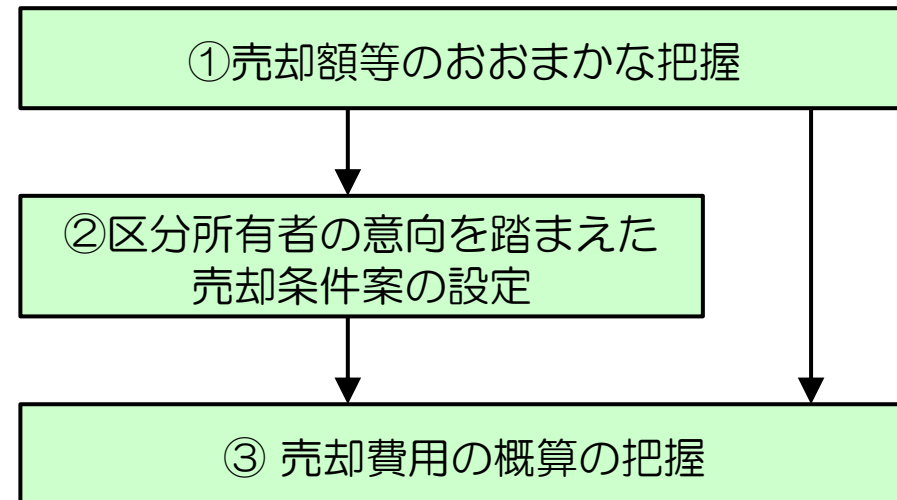 ①売却額等のおおまかな把握
②区分所有者の意向を踏まえた
売却条件案の設定
③ 売却費用の概算の把握